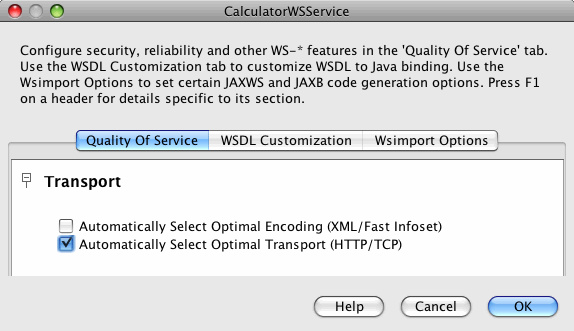 CalculatorWSService
Configure security, reliability and other WS-* features in the 'Quality Of Service' tab.
Use the WSDL Customization tab to customize WSDL to Java binding. Use the
Wsimport Options to set certain JAXWS and JAXB code generation options. Press F1
on a header for details specific to its section.
Quality Of Service WSDL Customization Wsimport Options
Transport
Automatically Select Optimal Encoding (XML/Fast Infoset)
Automatically Select Optimal Transport (HTTP/TCP)
Help Cancel OK